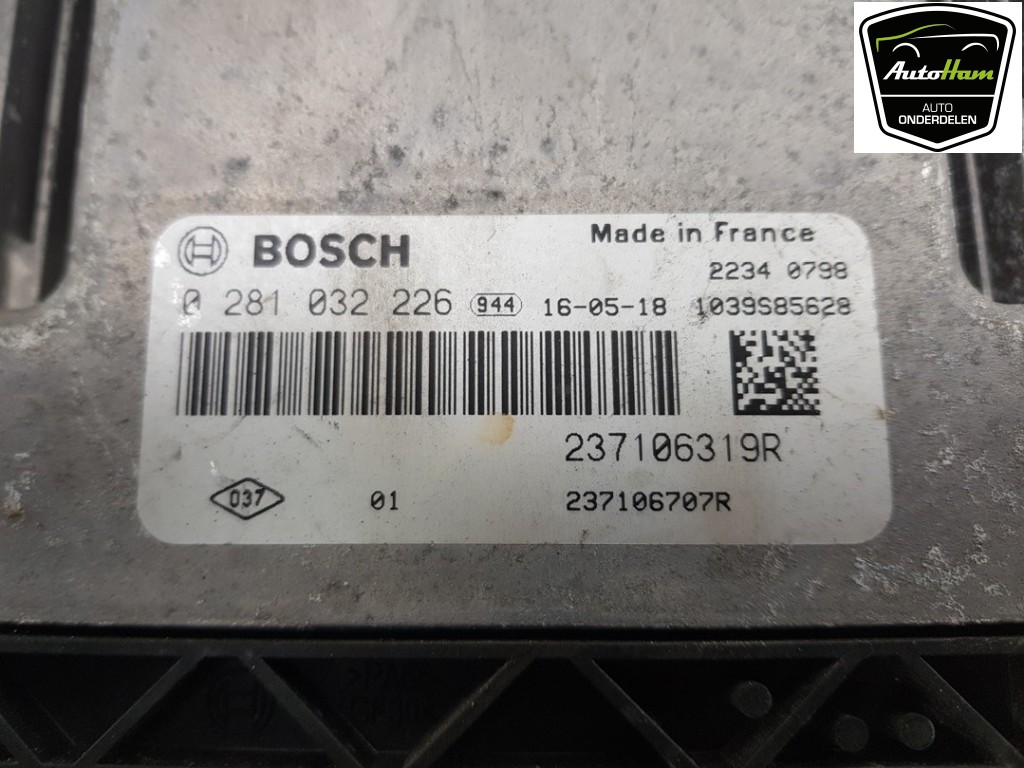 AutoHam
AUTO
ONDERDELEN
BOSCH
Made in France
2234 0798
0 281 032 226 944 16-05-18 1039S85628
237106319R
037 01 237106707R